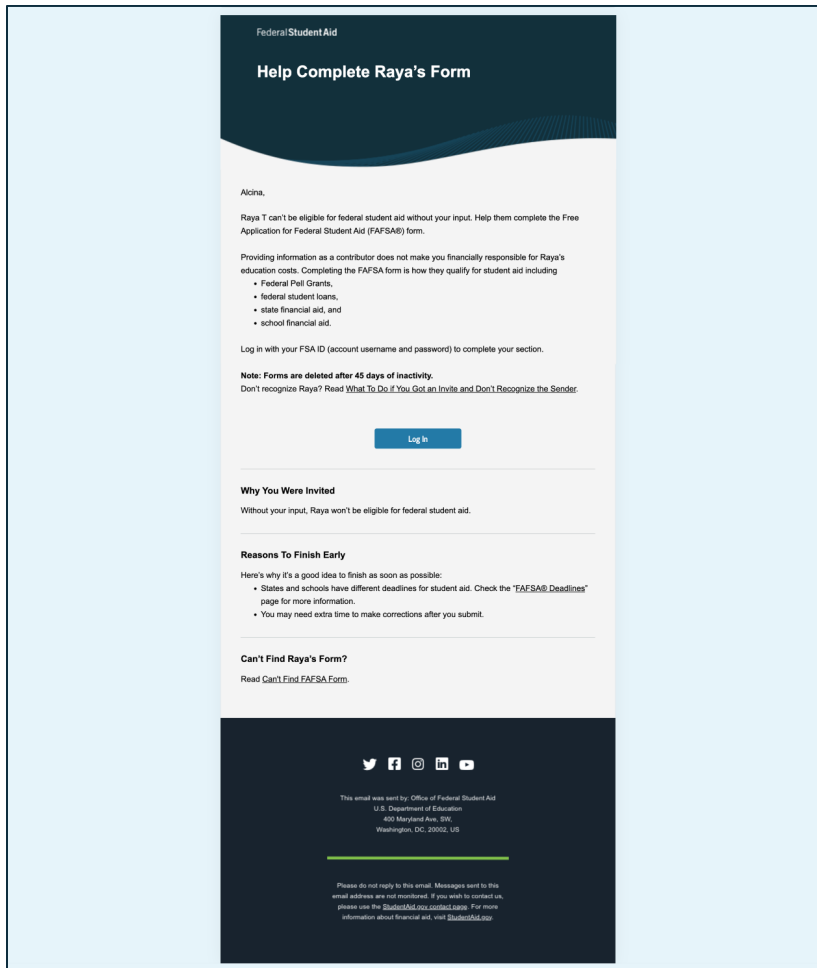 Federal Student Aid
Help Complete Raya's Form
Alcina,
Raya T can't be eligible for federal student aid without your input. Help them complete the Free
Application for Federal Student Aid (FAFSA®) form.
Providing information as a contributor does not make you financially responsible for Raya's
education costs. Completing the FAFSA form is how they qualify for student aid including
• Federal Pell Grants,
• federal student loans,
• state financial aid, and
• school financial aid.
Log in with your FSA ID (account username and password) to complete your section.
Note: Forms are deleted after 45 days of inactivity.
Don't recognize Raya? Read What To Do if You Got an Invite and Don't Recognize the Sender.
Log In
Why You Were Invited
Without your input, Raya won't be eligible for federal student aid.
Reasons To Finish Early
Here's why it's a good idea to finish as soon as possible:
• States and schools have different deadlines for student aid. Check the "FAFSA® Deadlines"
page for more information.
• You may need extra time to make corrections after you submit.
Can't Find Raya's Form?
Read Can't Find FAFSA Form.
This email was sent by: Office of Federal Student Aid
U.S. Department of Education
400 Maryland Ave, SW,
Washington, DC, 20002, US
Please do not reply to this email. Messages sent to this
email address are not monitored. If you wish to contact us,
please use the StudentAid.gov contact page. For more
information about financial aid, visit StudentAid.gov.